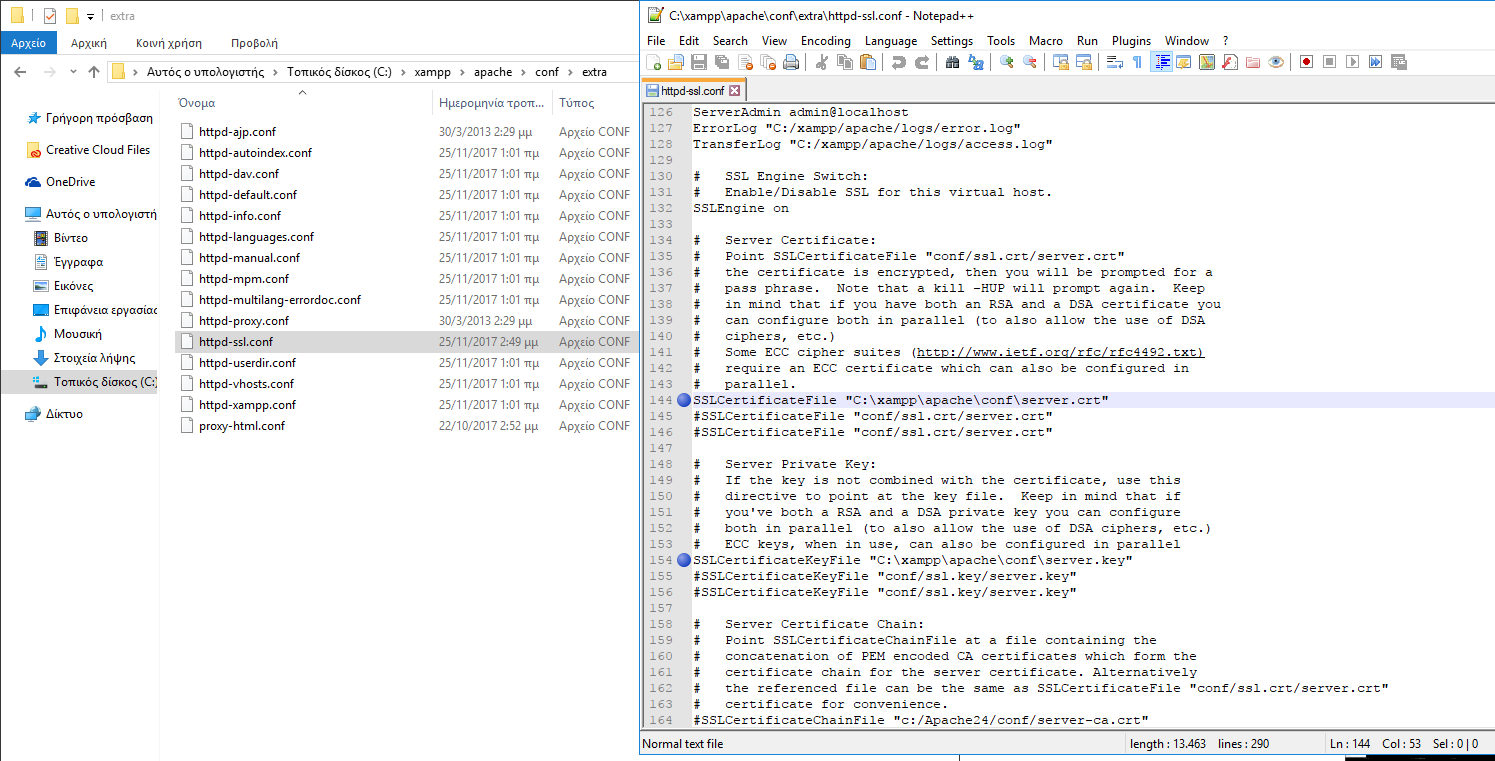 extra
Αρχείο
Αρχική
Κοινή χρήση
Προβολή
Αυτός ο υπολογιστής > Τοπικός δίσκος (C:) > xampp > apache > conf > extra
Γρήγορη πρόσβαση
Creative Cloud Files
OneDrive
Αυτός ο υπολογιστή
Βίντεο
Έγγραφα
Εικόνες
Επιφάνεια εργασίας
Μουσική
Στοιχεία λήψης
Τοπικός δίσκος (C:)
Δίκτυο
Όνομα Ημερομηνία τροπ... Τύπος
httpd-ajp.conf 30/3/2013 2:29 μμ Αρχείο CONF
httpd-autoindex.conf 25/11/2017 1:01 πμ Αρχείο CONF
httpd-dav.conf 25/11/2017 1:01 πμ Αρχείο CONF
httpd-default.conf 25/11/2017 1:01 πμ Αρχείο CONF
httpd-info.conf 25/11/2017 1:01 πμ Αρχείο CONF
httpd-languages.conf 25/11/2017 1:01 πμ Αρχείο CONF
httpd-manual.conf 25/11/2017 1:01 πμ Αρχείο CONF
httpd-mpm.conf 25/11/2017 1:01 πμ Αρχείο CONF
httpd-multilang-errordoc.conf 25/11/2017 1:01 πμ Αρχείο CONF
httpd-proxy.conf 30/3/2013 2:29 μμ Αρχείο CONF
httpd-ssl.conf 25/11/2017 2:49 μμ Αρχείο CONF
httpd-userdir.conf 25/11/2017 1:01 πμ Αρχείο CONF
httpd-vhosts.conf 25/11/2017 1:01 πμ Αρχείο CONF
httpd-xampp.conf 25/11/2017 1:01 πμ Αρχείο CONF
proxy-html.conf 22/10/2017 2:52 μμ Αρχείο CONF
C:\xampp\apache\conf\extra\httpd-ssl.conf - Notepad++
File Edit Search View Encoding Language Settings Tools Macro Run Plugins Window ?
httpd-ssl.conf
126 ServerAdmin admin@localhost
127 ErrorLog "C:/xampp/apache/logs/error.log"
128 TransferLog "C:/xampp/apache/logs/access.log"
129
130 #   SSL Engine Switch:
131 #   Enable/Disable SSL for this virtual host.
132 SSLEngine on
133
134 #   Server Certificate:
135 #   Point SSLCertificateFile "conf/ssl.crt/server.crt"
136 #   the certificate is encrypted, then you will be prompted for a
137 #   pass phrase.  Note that a kill -HUP will prompt again.  Keep
138 #   in mind that if you have both an RSA and a DSA certificate you
139 #   can configure both in parallel (to also allow the use of DSA
140 #   ciphers, etc.)
141 #   Some ECC cipher suites (http://www.ietf.org/rfc/rfc4492.txt)
142 #   require an ECC certificate which can also be configured in
143 #   parallel.
144 SSLCertificateFile "C:\xampp\apache\conf\server.crt"
145 #SSLCertificateFile "conf/ssl.crt/server.crt"
146 #SSLCertificateFile "conf/ssl.crt/server.crt"
147
148 #   Server Private Key:
149 #   If the key is not combined with the certificate, use this
150 #   directive to point at the key file.  Keep in mind that if
151 #   you've both a RSA and a DSA private key you can configure
152 #   both in parallel (to also allow the use of DSA ciphers, etc.)
153 #   ECC keys, when in use, can also be configured in parallel
154 SSLCertificateKeyFile "C:\xampp\apache\conf\server.key"
155 #SSLCertificateKeyFile "conf/ssl.key/server.key"
156 #SSLCertificateKeyFile "conf/ssl.key/server.key"
157
158 #   Server Certificate Chain:
159 #   Point SSLCertificateChainFile at a file containing the
160 #   concatenation of PEM encoded CA certificates which form the
161 #   certificate chain for the server certificate. Alternatively
162 #   the referenced file can be the same as SSLCertificateFile "conf/ssl.crt/server.crt"
163 #   certificate for convenience.
164 #SSLCertificateChainFile "c:/Apache24/conf/server-ca.crt"
Normal text file length : 13.463 lines : 290 Ln : 144 Col : 53 Sel : 0 | 0